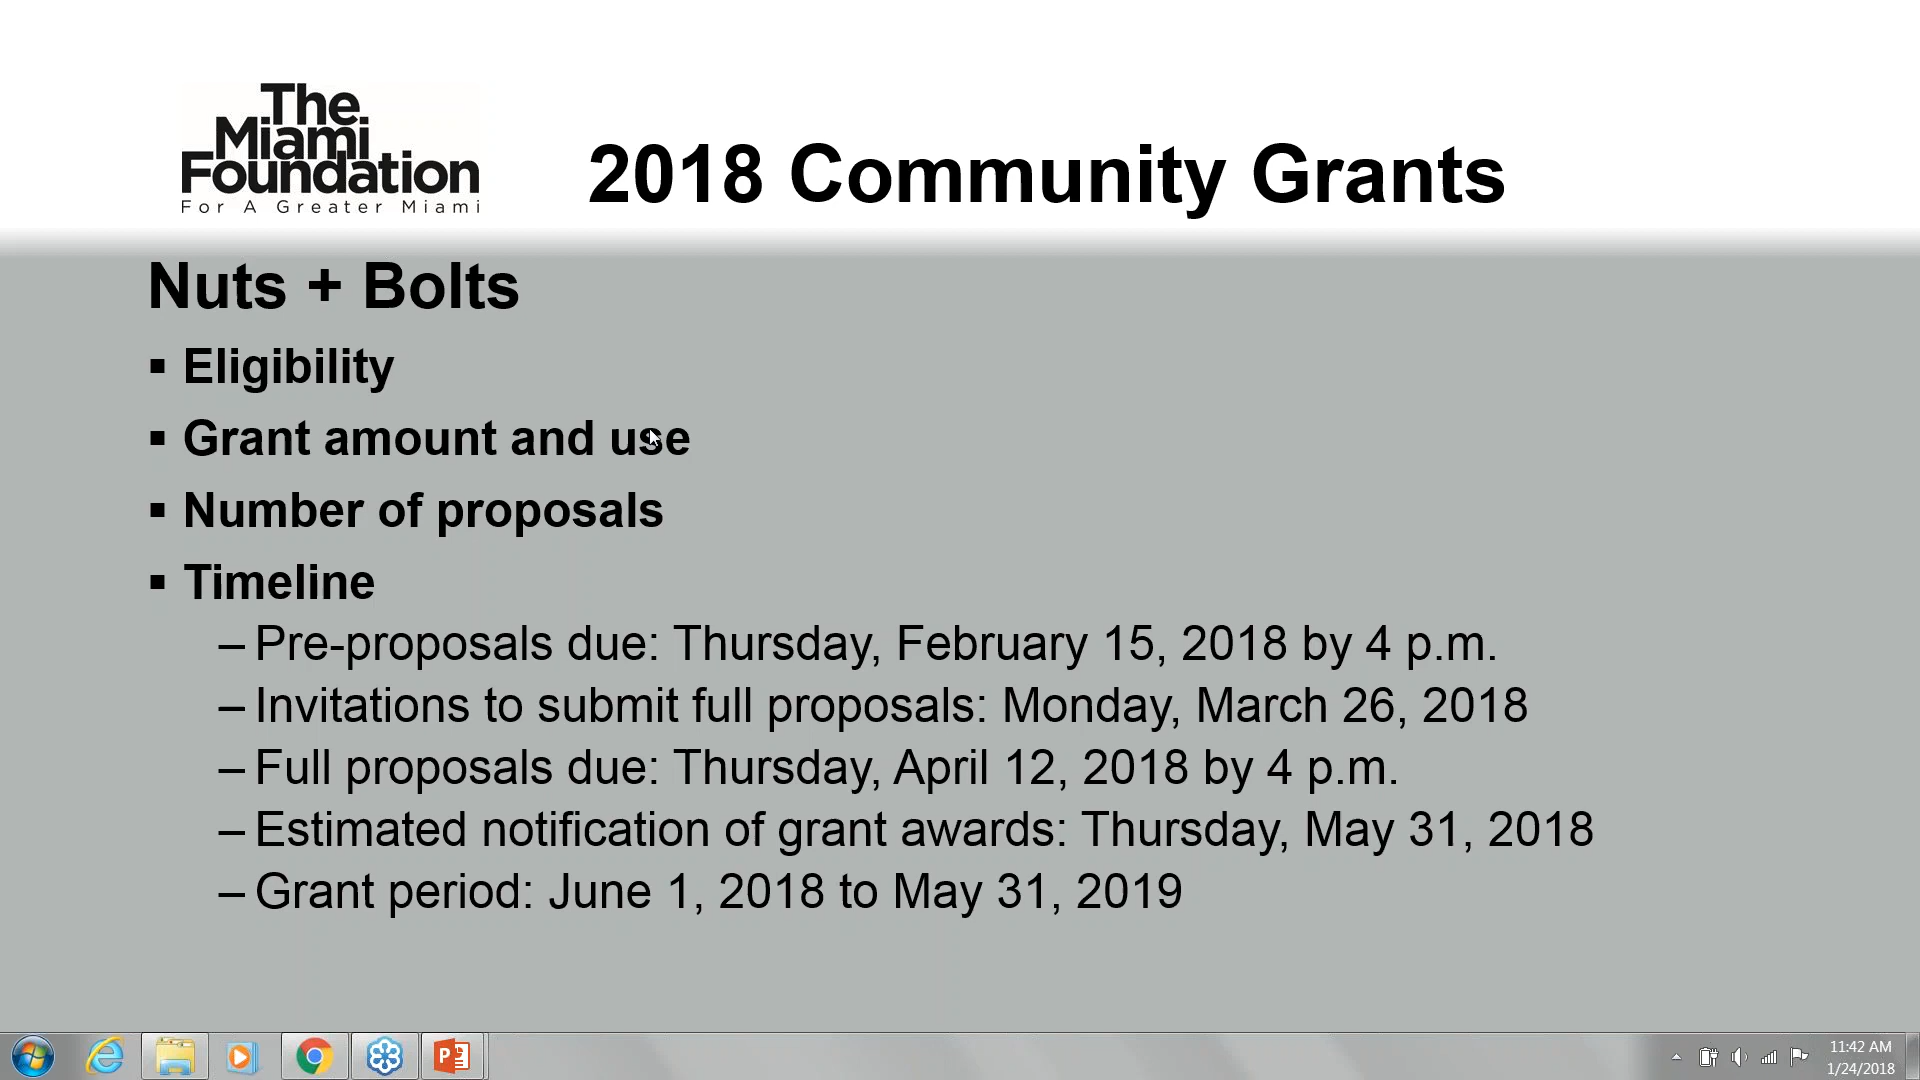 The
Miami
Foundation
For A Greater Miami
2018 Community Grants
Nuts + Bolts
▪ Eligibility
▪ Grant amount and use
▪ Number of proposals
▪ Timeline
– Pre-proposals due: Thursday, February 15, 2018 by 4 p.m.
– Invitations to submit full proposals: Monday, March 26, 2018
– Full proposals due: Thursday, April 12, 2018 by 4 p.m.
– Estimated notification of grant awards: Thursday, May 31, 2018
– Grant period: June 1, 2018 to May 31, 2019
11:42 AM
1/24/2018